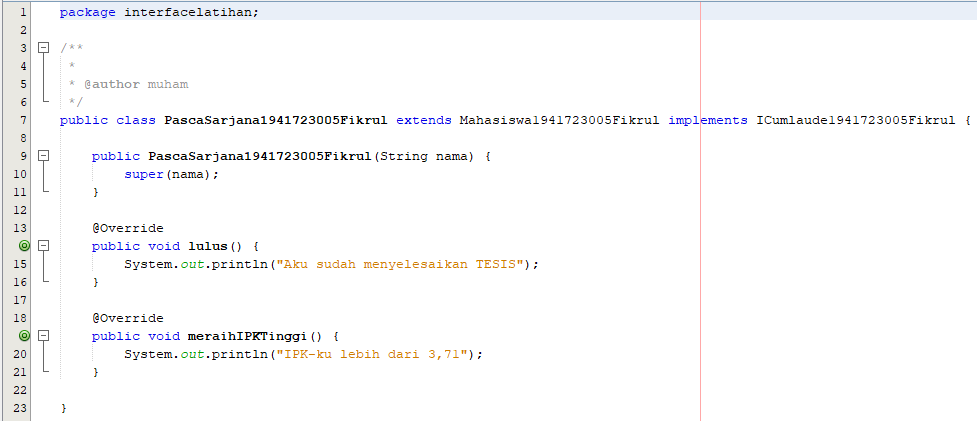 1 package interfacelatihan;
2
3 /**
4 *
5 * @author muham
6 */
7 public class PascaSarjana1941723005Fikrul extends Mahasiswa1941723005Fikrul implements ICumlaude1941723005Fikrul {
8
9 public PascaSarjana1941723005Fikrul(String nama) {
10 super(nama);
11 }
12
13 @Override
public void lulus() {
15 System.out.println("Aku sudah menyelesaikan TESIS");
16 }
17
18 @Override
public void meraihIPKTinggi() {
20 System.out.println("IPK-ku lebih dari 3,71");
21 }
22
23 }